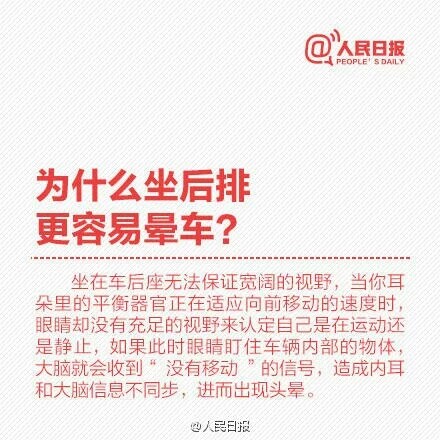 @人民日报
PEOPLE'S DAILY
为什么坐后排
更容易晕车?
坐在车后座无法保证宽阔的视野，当你耳
朵里的平衡器官正在适应向前移动的速度时，
眼睛却没有充足的视野来认定自己是在运动还
是静止，如果此时眼睛盯住车辆内部的物体，
大脑就会收到“没有移动”的信号，造成内耳
和大脑信息不同步，进而出现头晕。
@人民日报